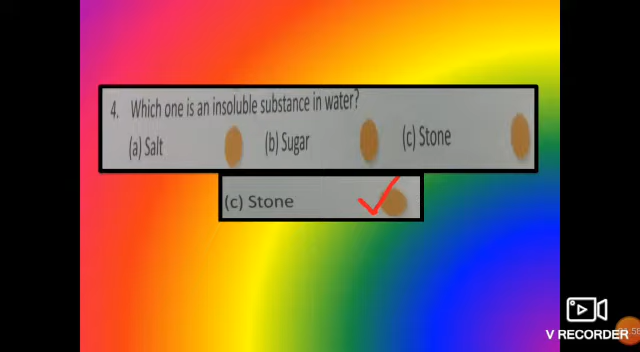 4. Which one is an insoluble substance in water?
(a) Salt (b) Sugar (c) Stone
(c) Stone
V RECORDER